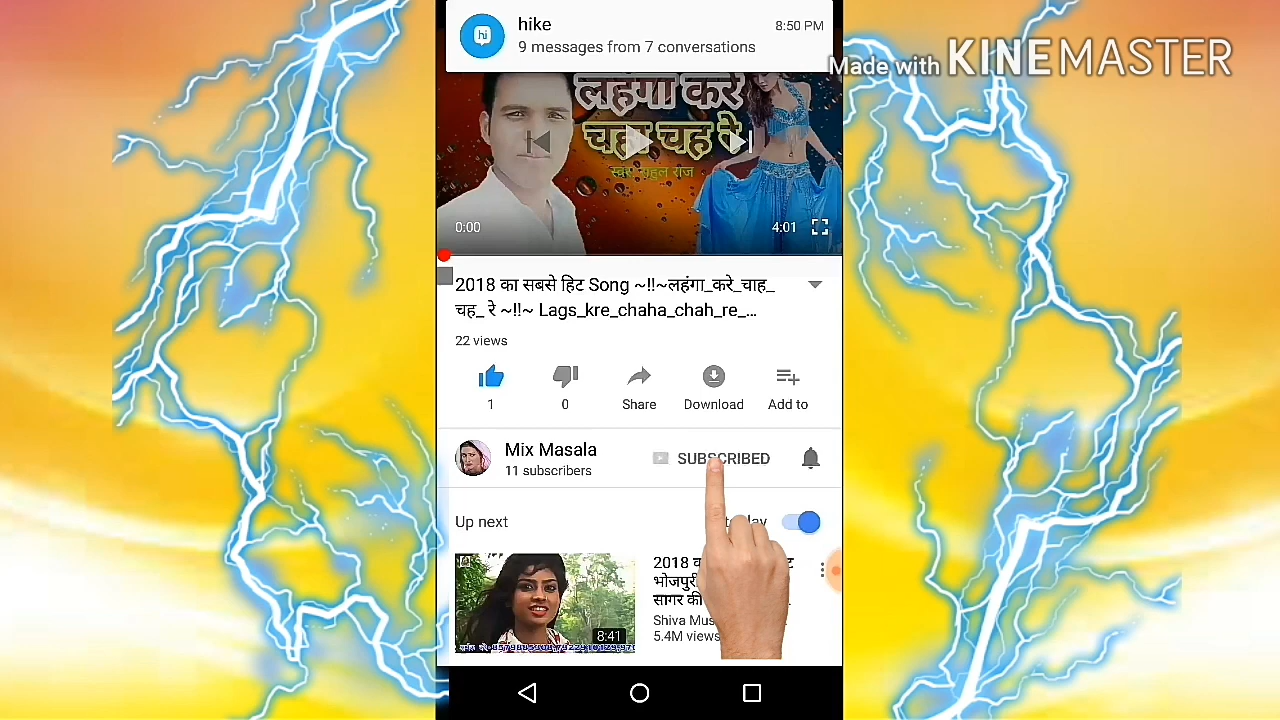 hike
8:50 PM
9 messages from 7 conversations
Made with KINEMASTER
लहंगा करे
चहा चह रे
0:00
4:01
2018 का सबसे हिट Song ~!!~लहंगा_करे_चाह_
चह_ रे ~!!~ Lags_kre_chaha_chah_re_...
22 views
1
0
Share
Download
Add to
Mix Masala
11 subscribers
SUBSCRIBED
Up next
2018
भोजपुरी
सागर की
Shiva Mus
5.4M views
8:41